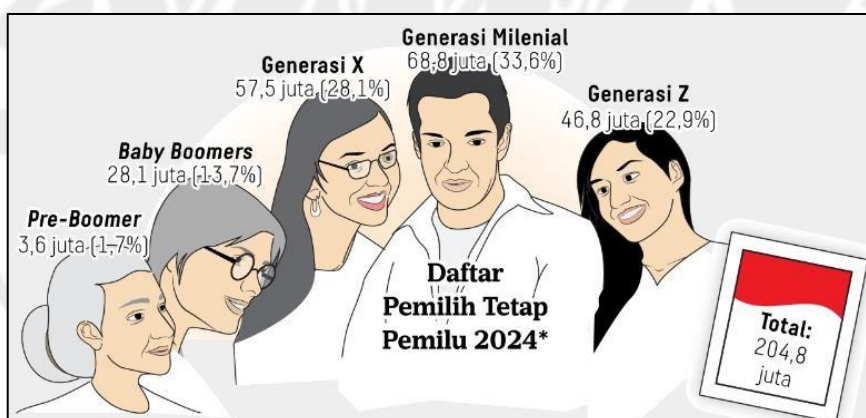 Generasi Milenial
68,8 juta (33,6%)
Generasi X
57,5 juta (28,1%)
Generasi Z
46,8 juta (22,9%)
Baby Boomers
28,1 juta (13,7%)
Pre-Boomer
3,6 juta (1,7%)
Daftar
Pemilih Tetap
Pemilu 2024*
Total:
204,8
juta